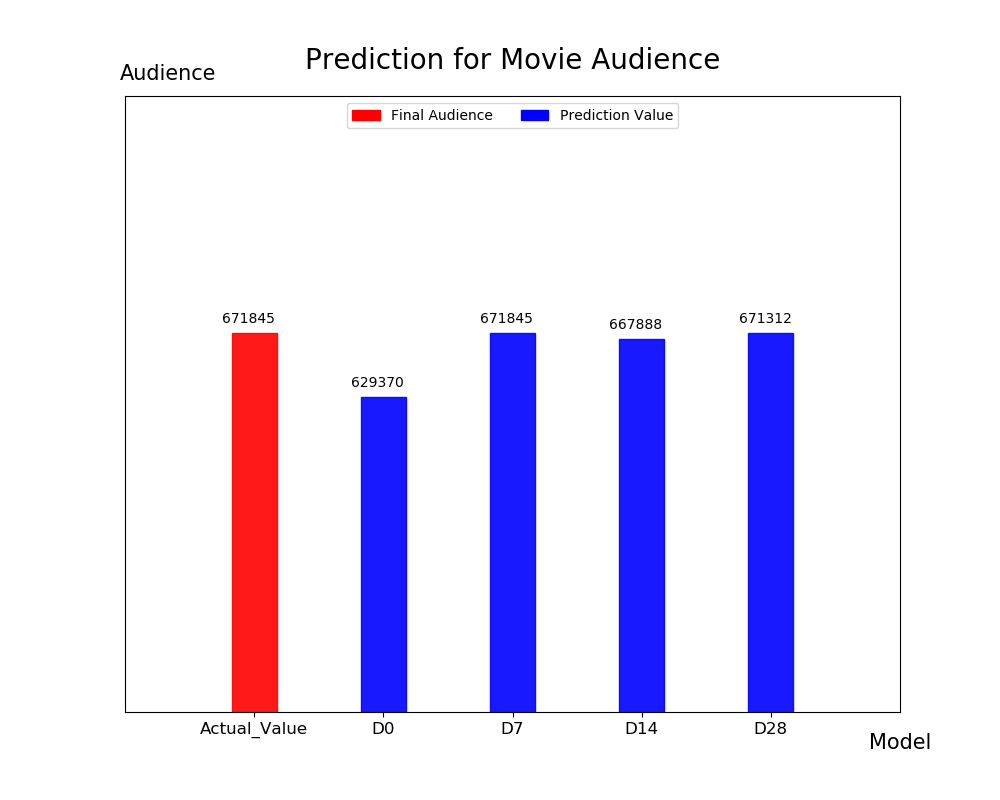 Prediction for Movie Audience
Audience
Final Audience Prediction Value
671845
629370
671845
667888
671312
Actual_Value D0 D7 D14 D28
Model